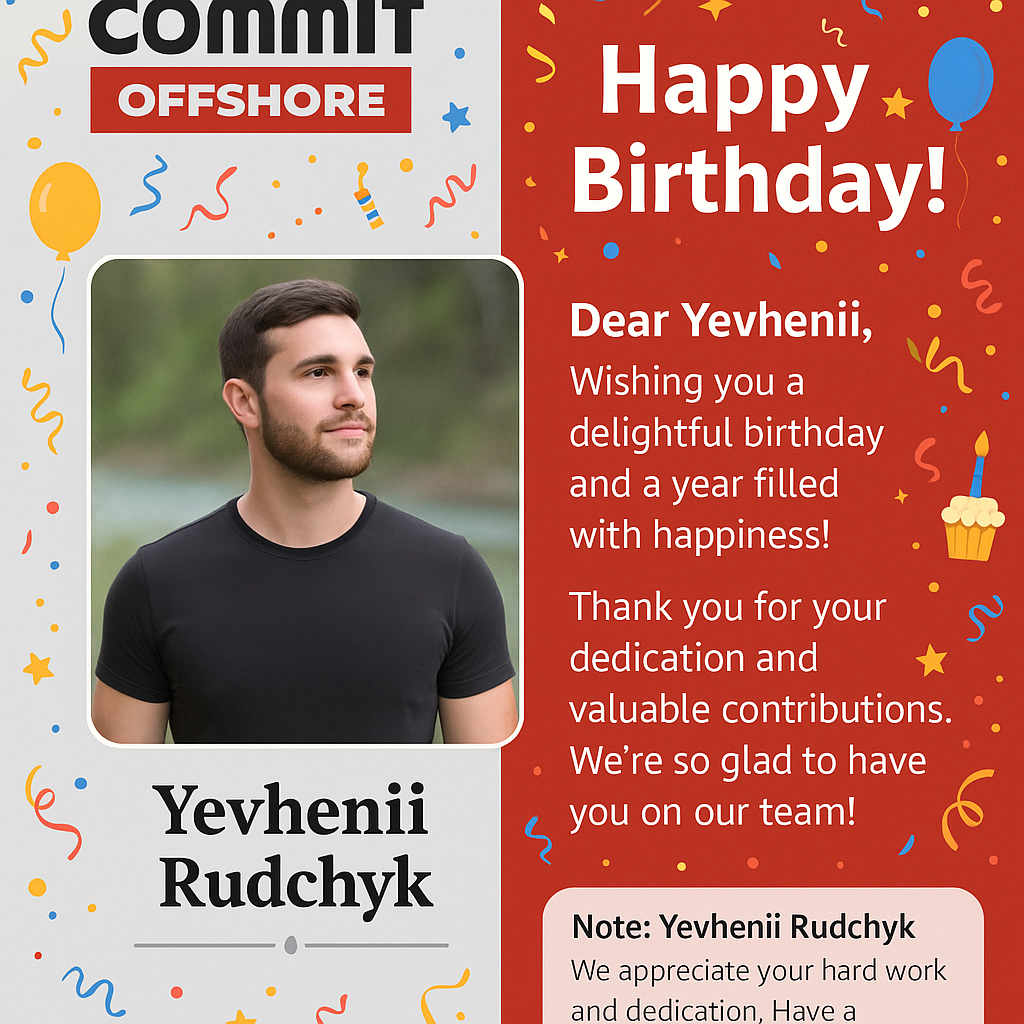 COMMIT
OFFSHORE
Yevhenii
Rudchyk
Happy
Birthday!
Dear Yevhenii,
Wishing you a
delightful birthday
and a year filled
with happiness!
Thank you for your
dedication and
valuable contributions.
We're so glad to have
you on our team!
Note: Yevhenii Rudchyk
We appreciate your hard work
and dedication, Have a